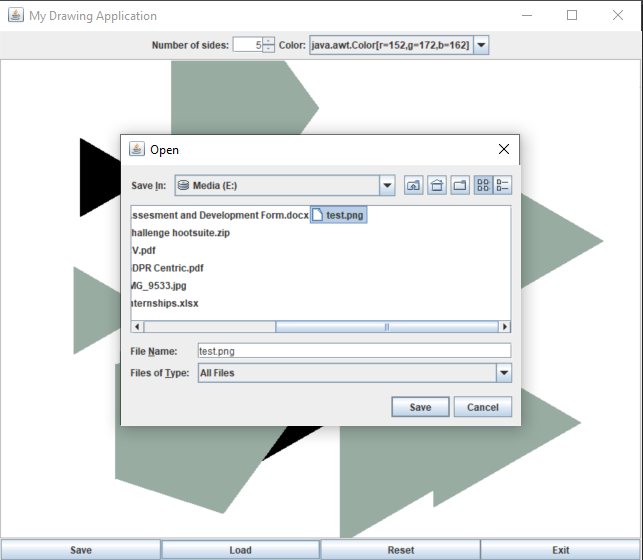 My Drawing Application
Number of sides: 5 Color: java.awt.Color[r=152,g=172,b=162]
Open
Save In: Media (E:)
ssesment and Development Form.docx test.png
hallenge hootsuite.zip
V.pdf
DPR Centric.pdf
MG_9533.jpg
nternships.xlsx
File Name: test.png
Files of Type: All Files
Save Cancel
Save Load Reset Exit